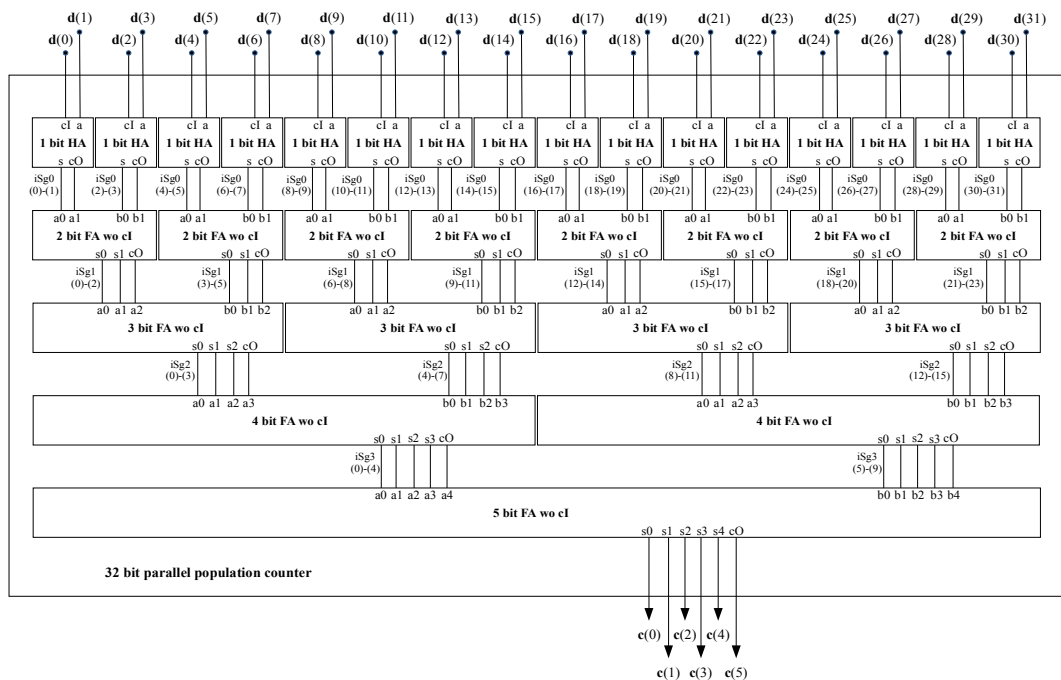 d(1) d(3) d(5) d(7) d(9) d(11) d(13) d(15) d(17) d(19) d(21) d(23) d(25) d(27) d(29) d(31)
d(0) d(2) d(4) d(6) d(8) d(10) d(12) d(14) d(16) d(18) d(20) d(22) d(24) d(26) d(28) d(30)
cI a cI a cI a cI a cI a cI a cI a cI a cI a cI a cI a cI a cI a cI a cI a cI a
1 bit HA 1 bit HA 1 bit HA 1 bit HA 1 bit HA 1 bit HA 1 bit HA 1 bit HA 1 bit HA 1 bit HA 1 bit HA 1 bit HA 1 bit HA 1 bit HA 1 bit HA 1 bit HA
s cO s cO s cO s cO s cO s cO s cO s cO s cO s cO s cO s cO s cO s cO s cO s cO
iSg0 iSg0 iSg0 iSg0 iSg0 iSg0 iSg0 iSg0 iSg0 iSg0 iSg0 iSg0 iSg0 iSg0 iSg0 iSg0
(0)-(1) (2)-(3) (4)-(5) (6)-(7) (8)-(9) (10)-(11) (12)-(13) (14)-(15) (16)-(17) (18)-(19) (20)-(21) (22)-(23) (24)-(25) (26)-(27) (28)-(29) (30)-(31)
a0 a1 b0 b1 a0 a1 b0 b1 a0 a1 b0 b1 a0 a1 b0 b1 a0 a1 b0 b1 a0 a1 b0 b1 a0 a1 b0 b1 a0 a1 b0 b1
2 bit FA wo cI 2 bit FA wo cI 2 bit FA wo cI 2 bit FA wo cI 2 bit FA wo cI 2 bit FA wo cI 2 bit FA wo cI 2 bit FA wo cI
s0 s1 cO s0 s1 cO s0 s1 cO s0 s1 cO s0 s1 cO s0 s1 cO s0 s1 cO s0 s1 cO
iSg1 iSg1 iSg1 iSg1 iSg1 iSg1 iSg1 iSg1
(0)-(2) (3)-(5) (6)-(8) (9)-(11) (12)-(14) (15)-(17) (18)-(20) (21)-(23)
a0 a1 a2 b0 b1 b2 a0 a1 a2 b0 b1 b2 a0 a1 a2 b0 b1 b2 a0 a1 a2 b0 b1 b2
3 bit FA wo cI 3 bit FA wo cI 3 bit FA wo cI 3 bit FA wo cI
s0 s1 s2 cO s0 s1 s2 cO s0 s1 s2 cO s0 s1 s2 cO
iSg2 iSg2 iSg2 iSg2
(0)-(3) (4)-(7) (8)-(11) (12)-(15)
a0 a1 a2 a3 b0 b1 b2 b3 a0 a1 a2 a3 b0 b1 b2 b3
4 bit FA wo cI 4 bit FA wo cI
s0 s1 s2 s3 cO s0 s1 s2 s3 cO
iSg3 iSg3
(0)-(4) (5)-(9)
a0 a1 a2 a3 a4 b0 b1 b2 b3 b4
5 bit FA wo cI
s0 s1 s2 s3 s4 cO
32 bit parallel population counter
c(0) c(2) c(4)
c(1) c(3) c(5)